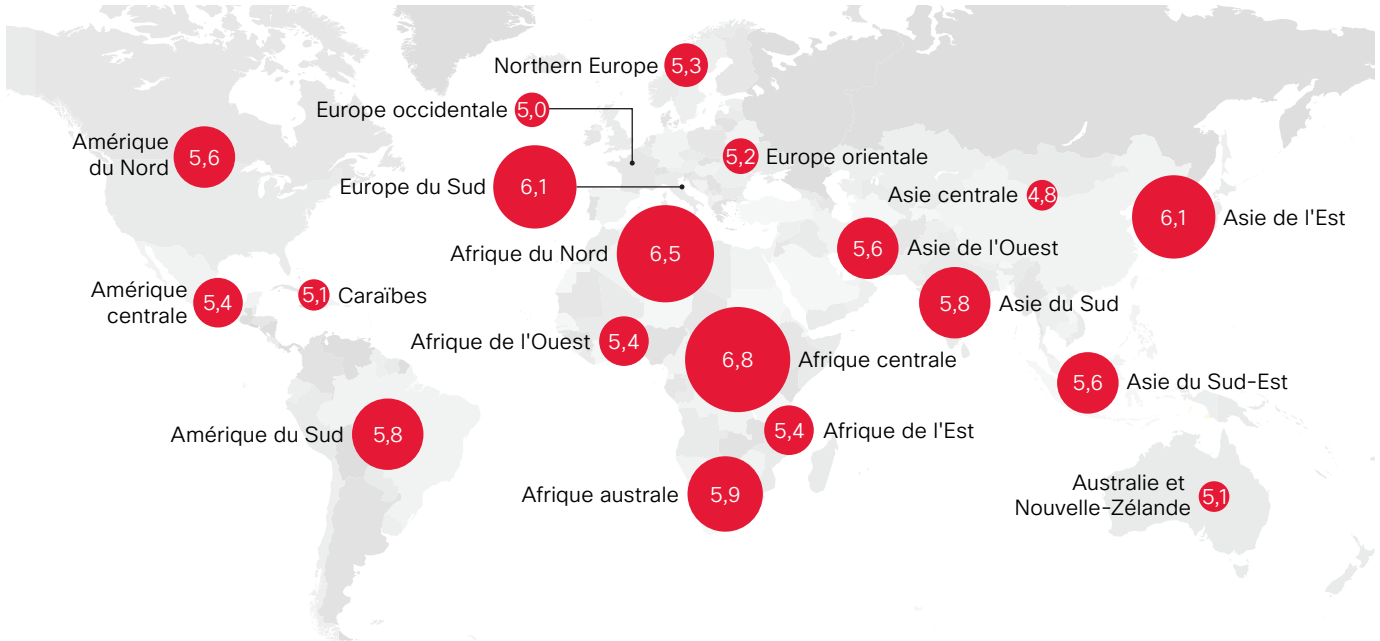 Northern Europe 5,3
Europe occidentale 5,0
Amérique
du Nord 5,6
5,2 Europe orientale
Europe du Sud 6,1
Asie centrale 4,8
6,1 Asie de l'Est
Afrique du Nord 6,5
5,6 Asie de l'Ouest
Amérique
centrale 5,4
5,1 Caraïbes
5,8 Asie du Sud
Afrique de l'Ouest 5,4
6,8 Afrique centrale
5,6 Asie du Sud-Est
Amérique du Sud 5,8
5,4 Afrique de l'Est
Afrique australe 5,9
Australie et
Nouvelle-Zélande 5,1